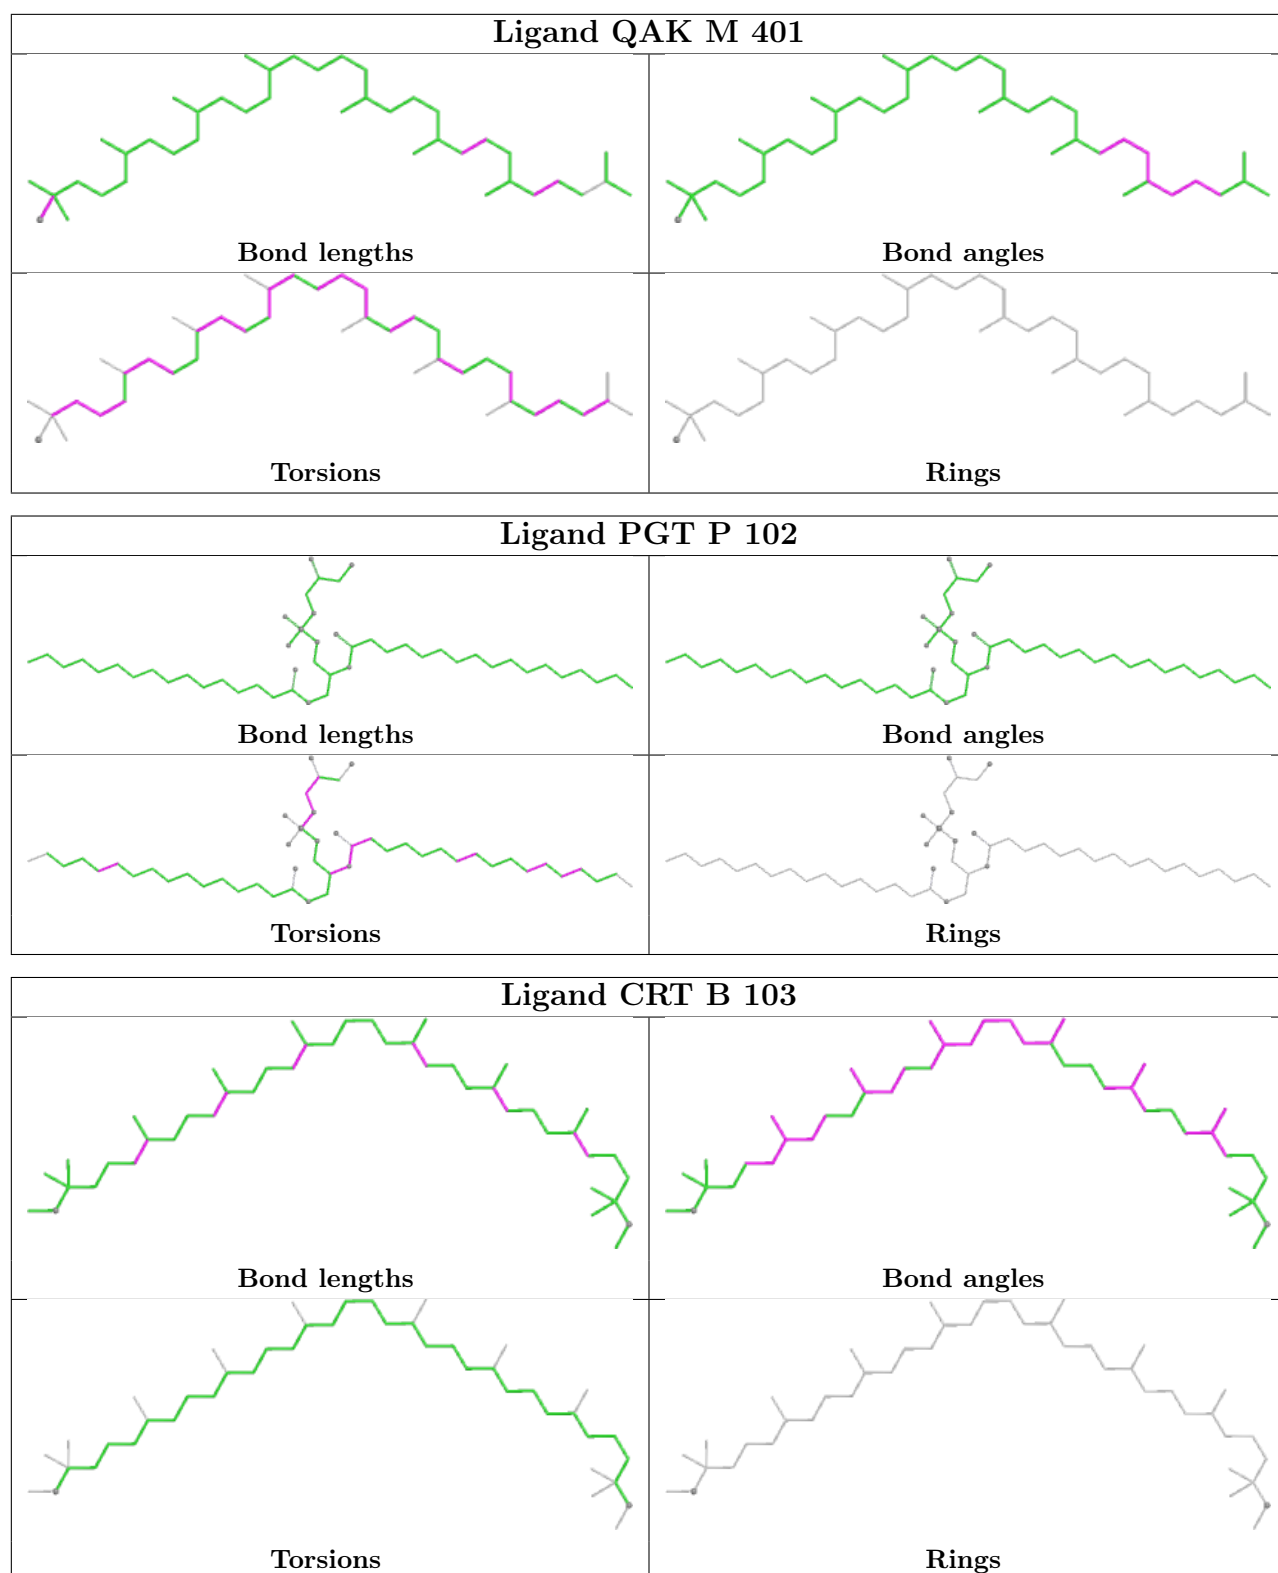 Ligand QAK M 401
Bond lengths
Bond angles
Torsions
Rings
Ligand PGT P 102
Bond lengths
Bond angles
Torsions
Rings
Ligand CRT B 103
Bond lengths
Bond angles
Torsions
Rings